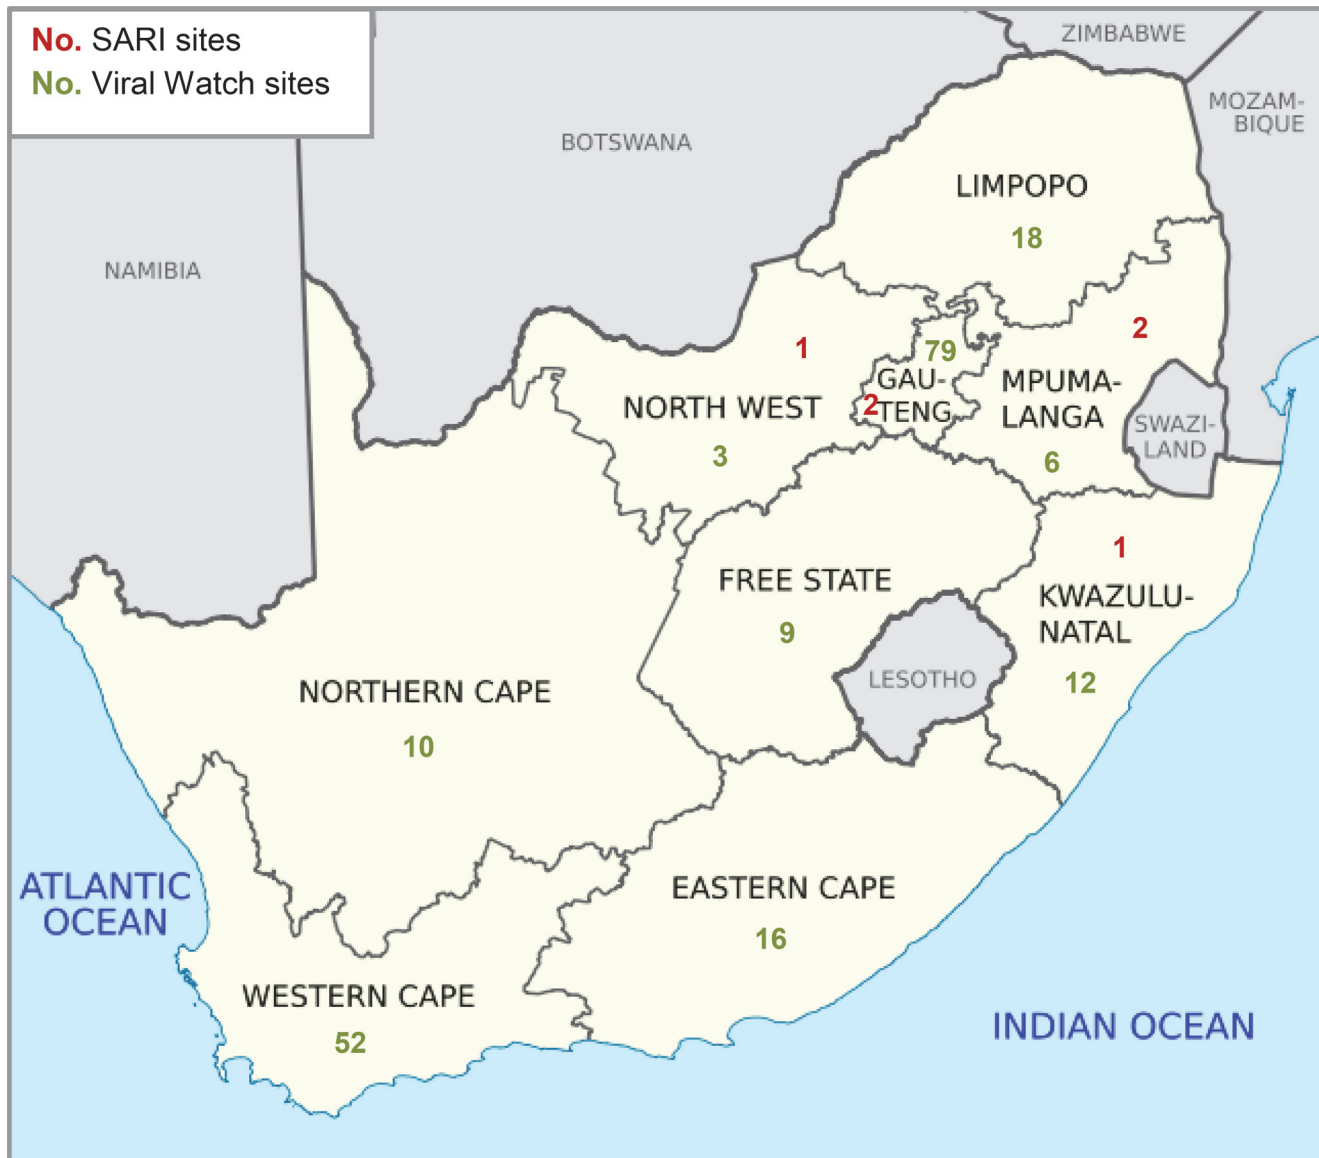 No. SARI sites
No. Viral Watch sites
ZIMBABWE
MOZAM-
BIQUE
BOTSWANA
LIMPOPO
18
NAMIBIA
1
79
2
GAU-
TENG
2
MPUMA-
LANGA
6
NORTH WEST
3
SWAZI-
LAND
1
FREE STATE
9
KWAZULU-
NATAL
12
LESOTHO
NORTHERN CAPE
10
ATLANTIC
OCEAN
EASTERN CAPE
16
WESTERN CAPE
52
INDIAN OCEAN